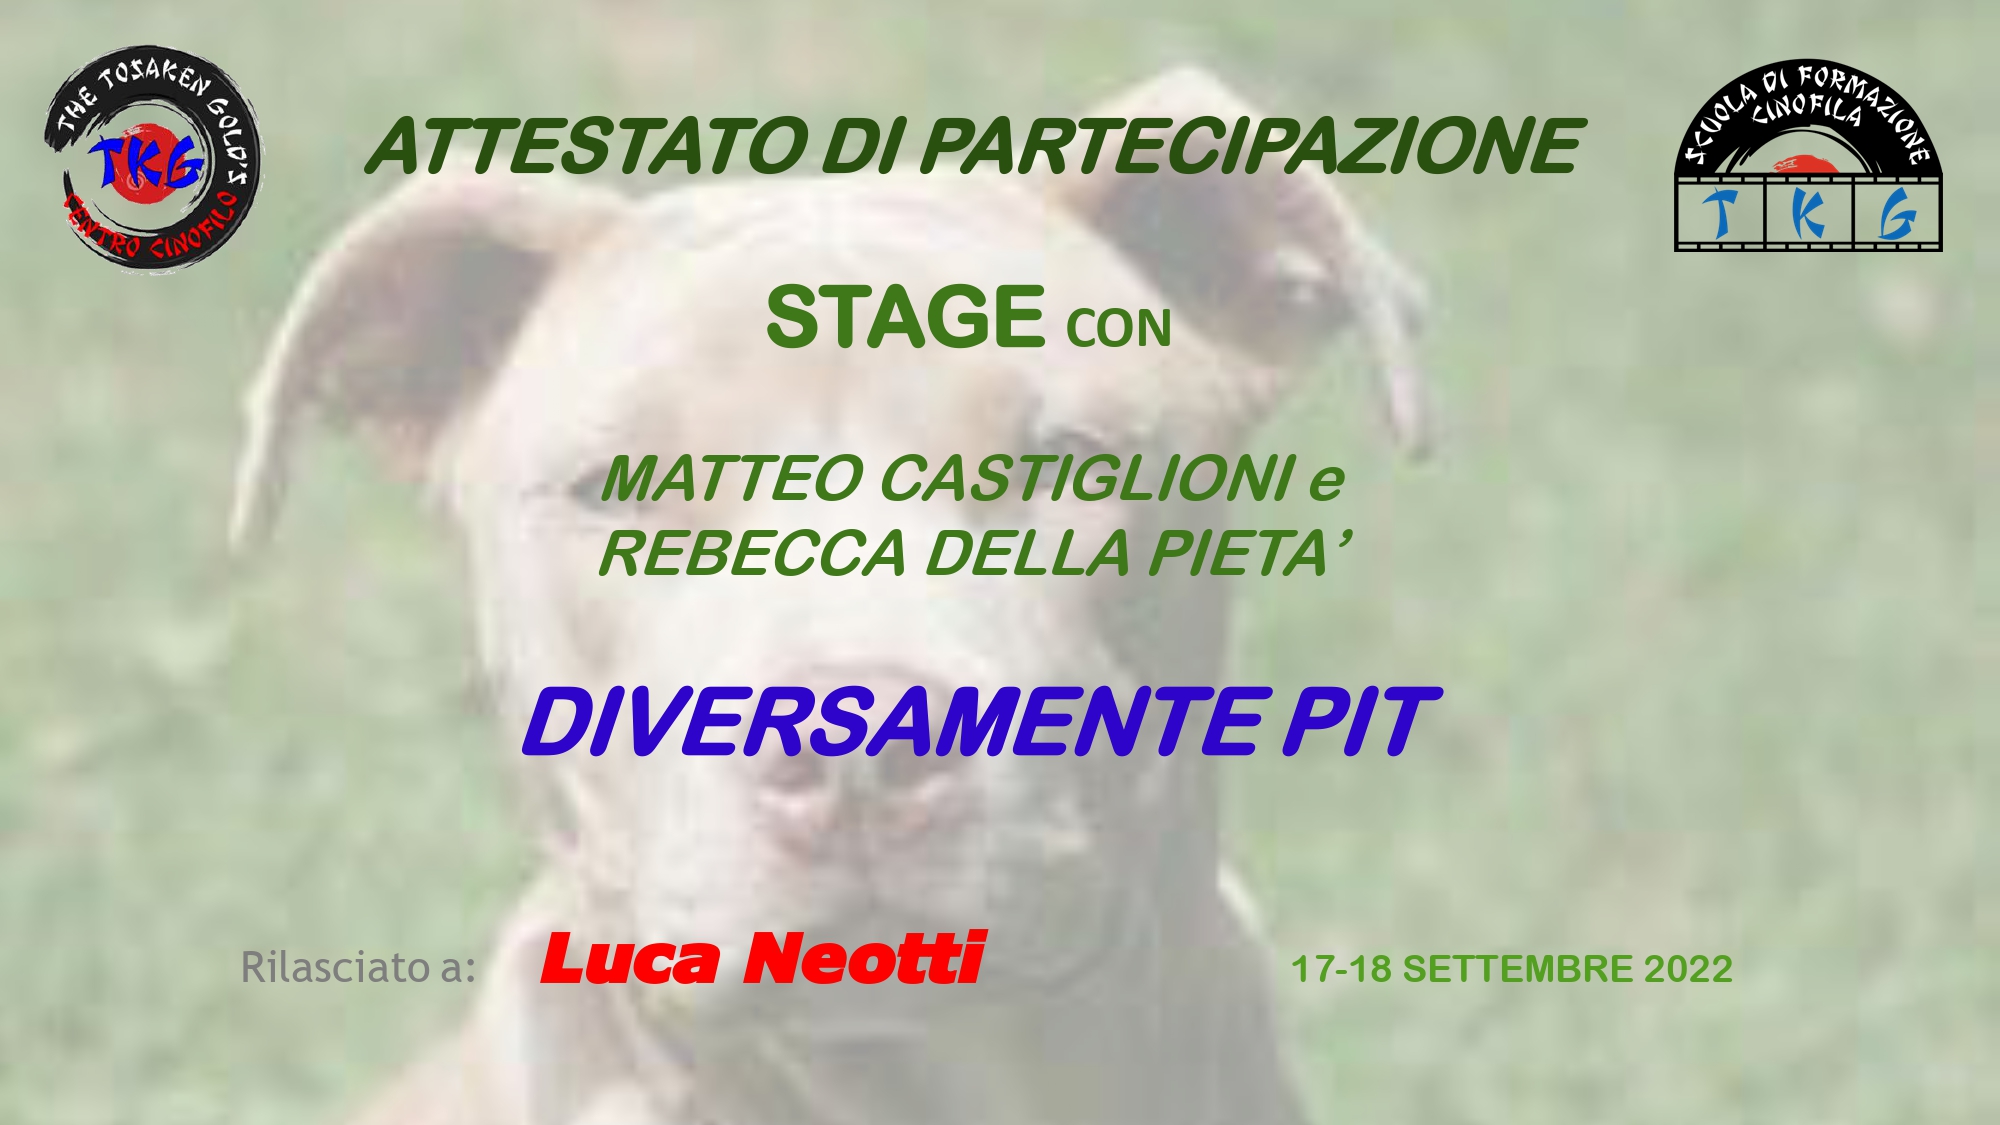 THE TOSAKEN GOLD'S
TKG
CENTRO CINOFILO
ATTESTATO DI PARTECIPAZIONE
SCUOLA DI FORMAZIONE
CINOFILA
T K G
STAGE CON
MATTEO CASTIGLIONI e
REBECCA DELLA PIETA’
DIVERSAMENTE PIT
Rilasciato a: Luca Neotti
17-18 SETTEMBRE 2022